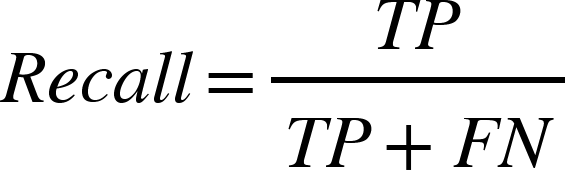 Recall = TP / TP + FN